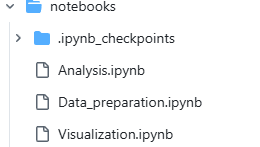 notebooks
.ipynb_checkpoints
Analysis.ipynb
Data_preparation.ipynb
Visualization.ipynb